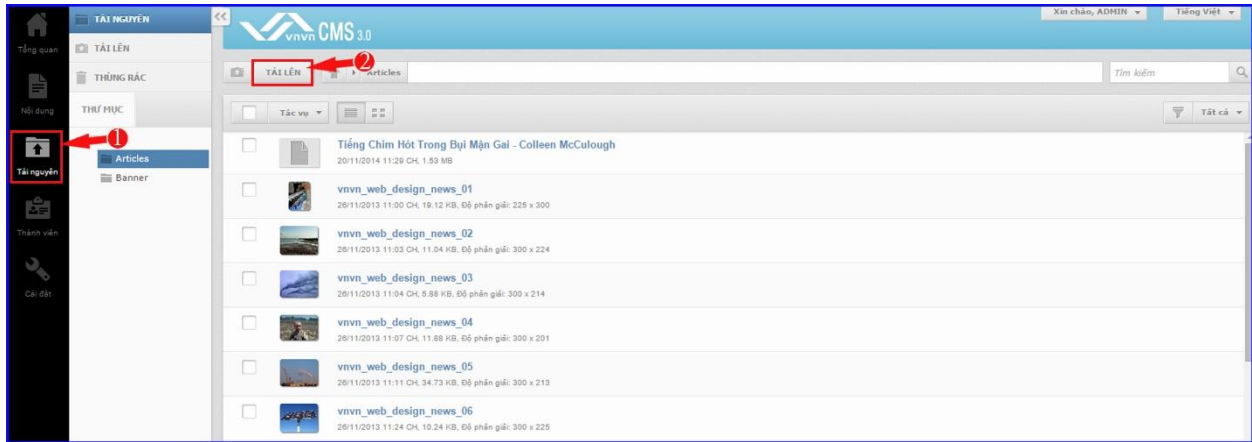 Tổng quan
Nội dung
Tài nguyên
Thành viên
Cài đặt
TÀI NGUYÊN
TẢI LÊN
THÙNG RÁC
THƯ MỤC
Articles
Banner
1
vnvn CMS 3.0
Xin chào, ADMIN
Tiếng Việt
TẢI LÊN
2
Articles
Tìm kiếm
Tác vụ
Tất cả
Tiếng Chim Hót Trong Bụi Mận Gai - Colleen McCulough
20/11/2014 11:29 CH, 1.53 MB
vnvn_web_design_news_01
26/11/2013 11:00 CH, 19.12 KB, Độ phân giải: 225 x 300
vnvn_web_design_news_02
26/11/2013 11:03 CH, 11.04 KB, Độ phân giải: 300 x 224
vnvn_web_design_news_03
26/11/2013 11:04 CH, 5.88 KB, Độ phân giải: 300 x 214
vnvn_web_design_news_04
26/11/2013 11:07 CH, 11.88 KB, Độ phân giải: 300 x 201
vnvn_web_design_news_05
26/11/2013 11:11 CH, 34.73 KB, Độ phân giải: 300 x 213
vnvn_web_design_news_06
26/11/2013 11:24 CH, 10.24 KB, Độ phân giải: 300 x 225